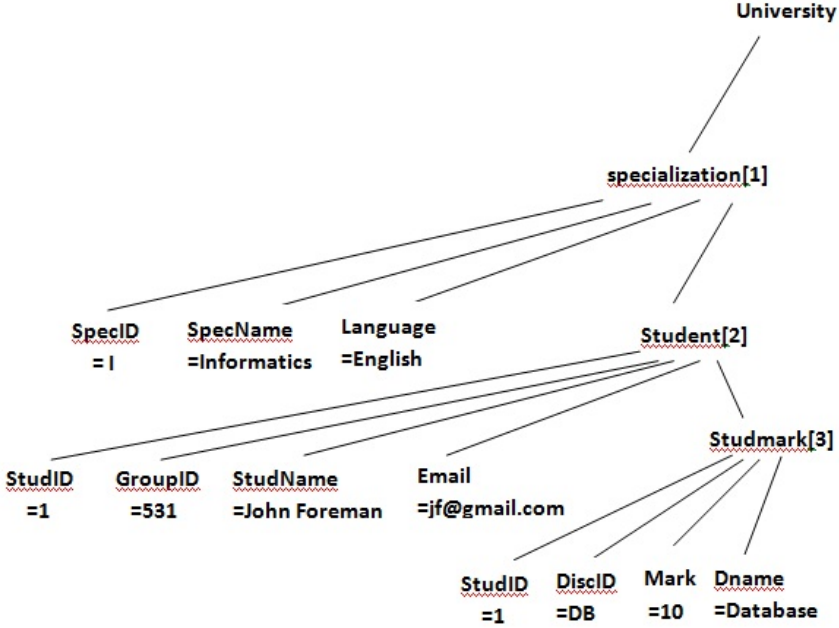 University
specialization[1]
SpecID
= I
SpecName
=Informatics
Language
=English
Student[2]
StudID
=1
GroupID
=531
StudName
=John Foreman
Email
=jf@gmail.com
Studmark[3]
StudID
=1
DiscID
=DB
Mark
=10
Dname
=Database